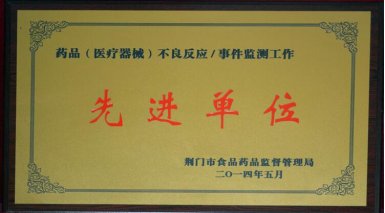 药品（医疗器械）不良反应/事件监测工作
先进单位
荆门市食品药品监督管理局
二〇一四年五月